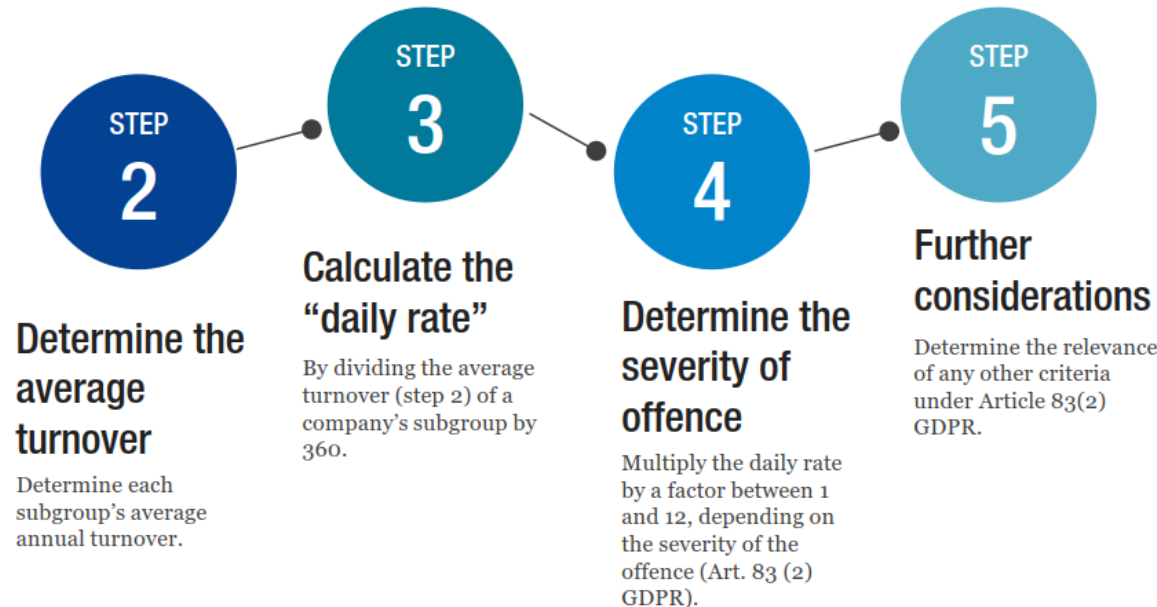 STEP
2
Determine the
average
turnover
Determine each
subgroup's average
annual turnover.
STEP
3
Calculate the
“daily rate”
By dividing the average
turnover (step 2) of a
company's subgroup by
360.
STEP
4
Determine the
severity of
offence
Multiply the daily rate
by a factor between 1
and 12, depending on
the severity of the
offence (Art. 83 (2)
GDPR).
STEP
5
Further
considerations
Determine the relevance
of any other criteria
under Article 83(2)
GDPR.